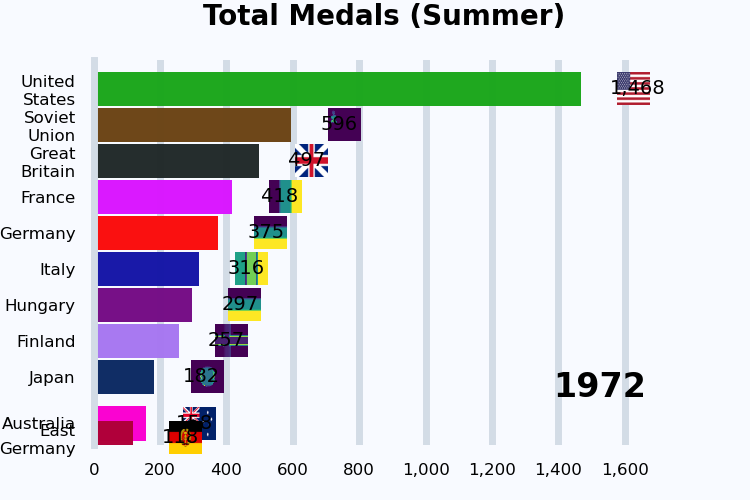 Total Medals (Summer)
United
States
1,468
Soviet
Union
596
Great
Britain
497
France
418
Germany
375
Italy
316
Hungary
297
Finland
257
Japan
182
1972
Australia
East
Germany
118
0 200 400 600 800 1,000 1,200 1,400 1,600